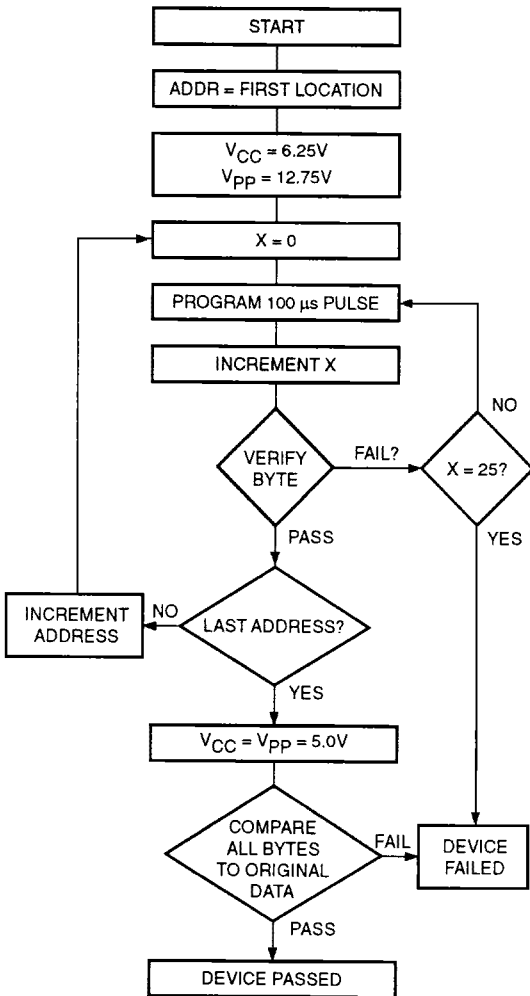 START
ADDR = FIRST LOCATION
VCC = 6.25V
VPP = 12.75V
X = 0
PROGRAM 100 µs PULSE
INCREMENT X
NO
VERIFY
BYTE
FAIL?
X = 25?
PASS
YES
INCREMENT
ADDRESS
NO
LAST ADDRESS?
YES
VCC = VPP = 5.0V
COMPARE
ALL BYTES
TO ORIGINAL
DATA
FAIL
DEVICE
FAILED
PASS
DEVICE PASSED